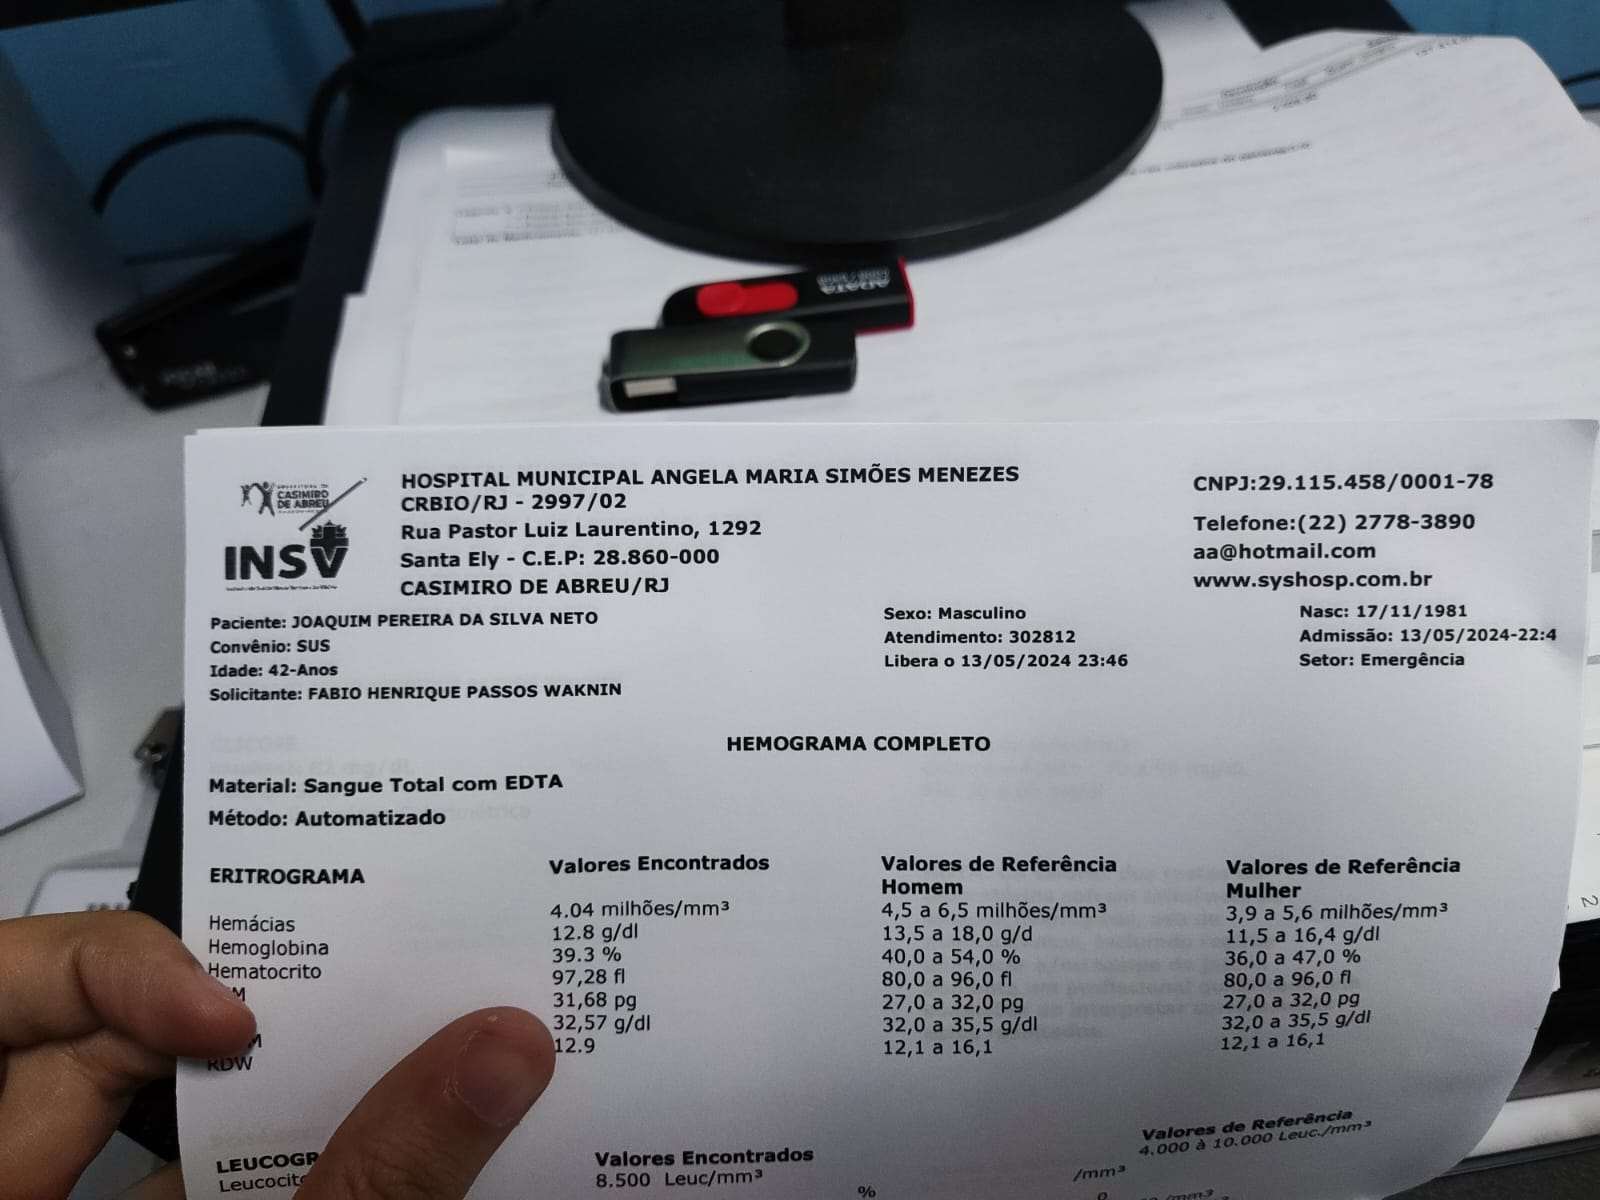 ADATA
CASIMIRO
DE ABREU
INSV
HOSPITAL MUNICIPAL ANGELA MARIA SIMÕES MENEZES
CRBIO/RJ - 2997/02
Rua Pastor Luiz Laurentino, 1292
Santa Ely - C.E.P: 28.860-000
CASIMIRO DE ABREU/RJ
CNPJ:29.115.458/0001-78
Telefone:(22) 2778-3890
aa@hotmail.com
www.syshosp.com.br
Paciente: JOAQUIM PEREIRA DA SILVA NETO
Convênio: SUS
Idade: 42-Anos
Solicitante: FABIO HENRIQUE PASSOS WAKNIN
Sexo: Masculino
Atendimento: 302812
Libera o 13/05/2024 23:46
Nasc: 17/11/1981
Admissão: 13/05/2024-22:4
Setor: Emergência
HEMOGRAMA COMPLETO
Material: Sangue Total com EDTA
Método: Automatizado
ERITROGRAMA Valores Encontrados Valores de Referência Homem Valores de Referência Mulher
Hemácias 4.04 milhões/mm³ 4,5 a 6,5 milhões/mm³ 3,9 a 5,6 milhões/mm³
Hemoglobina 12.8 g/dl 13,5 a 18,0 g/d 11,5 a 16,4 g/dl
Hematocrito 39.3 % 40,0 a 54,0 % 36,0 a 47,0 %
M 97,28 fl 80,0 a 96,0 fl 80,0 a 96,0 fl
31,68 pg 27,0 a 32,0 pg 27,0 a 32,0 pg
M 32,57 g/dl 32,0 a 35,5 g/dl 32,0 a 35,5 g/dl
RDW 12.9 12,1 a 16,1 12,1 a 16,1
LEUCOGR Valores Encontrados Valores de Referência
Leucocit 8.500 Leuc/mm³ 4.000 à 10.000 Leuc./mm³
% /mm³